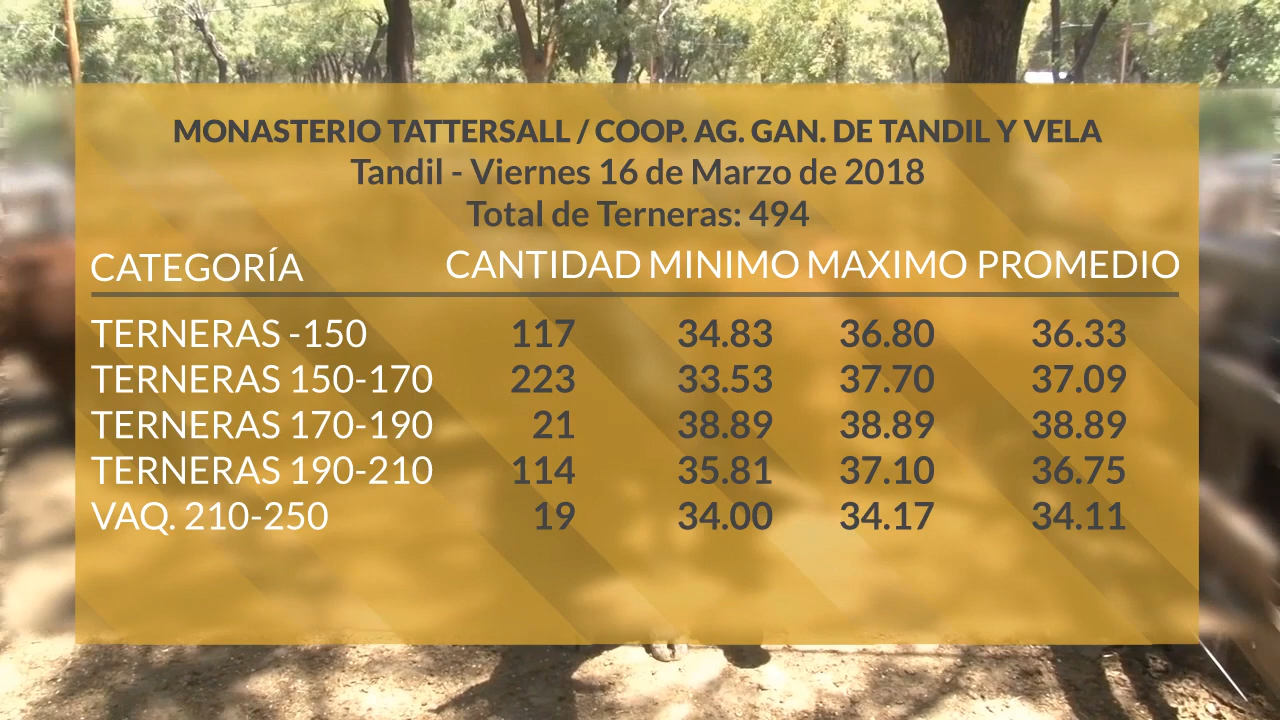 MONASTERIO TATTERSALL / COOP. AG. GAN. DE TANDIL Y VELA
Tandil - Viernes 16 de Marzo de 2018
Total de Terneras: 494
CATEGORÍA CANTIDAD MINIMO MAXIMO PROMEDIO
TERNERAS -150 117 34.83 36.80 36.33
TERNERAS 150-170 223 33.53 37.70 37.09
TERNERAS 170-190 21 38.89 38.89 38.89
TERNERAS 190-210 114 35.81 37.10 36.75
VAQ. 210-250 19 34.00 34.17 34.11